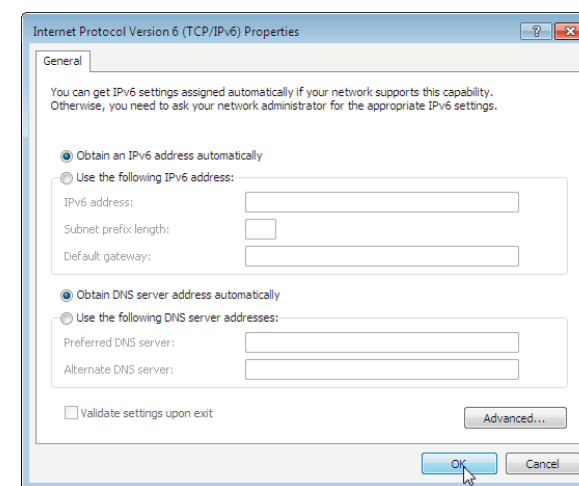 Internet Protocol Version 6 (TCP/IPv6) Properties
General
You can get IPv6 settings assigned automatically if your network supports this capability.
Otherwise, you need to ask your network administrator for the appropriate IPv6 settings.
Obtain an IPv6 address automatically
Use the following IPv6 address:
IPv6 address:
Subnet prefix length:
Default gateway:
Obtain DNS server address automatically
Use the following DNS server addresses:
Preferred DNS server:
Alternate DNS server:
Validate settings upon exit
Advanced...
OK
Cancel